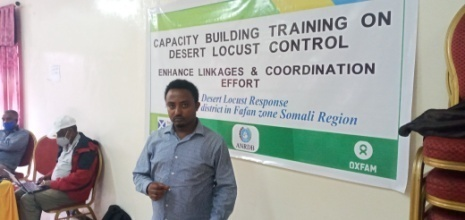 CAPACITY BUILDING TRAINING ON
DESERT LOCUST CONTROL
ENHANCE LINKAGES & COORDINATION
EFFORT
Desert Locust Response
district in Fafan zone Somali Region
OXFAM